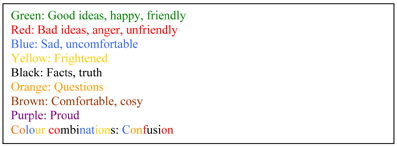 Green: Good ideas, happy, friendly
Red: Bad ideas, anger, unfriendly
Blue: Sad, uncomfortable
Yellow: Frightened
Black: Facts, truth
Orange: Questions
Brown: Comfortable, cosy
Purple: Proud
Colour combinations: Confusion